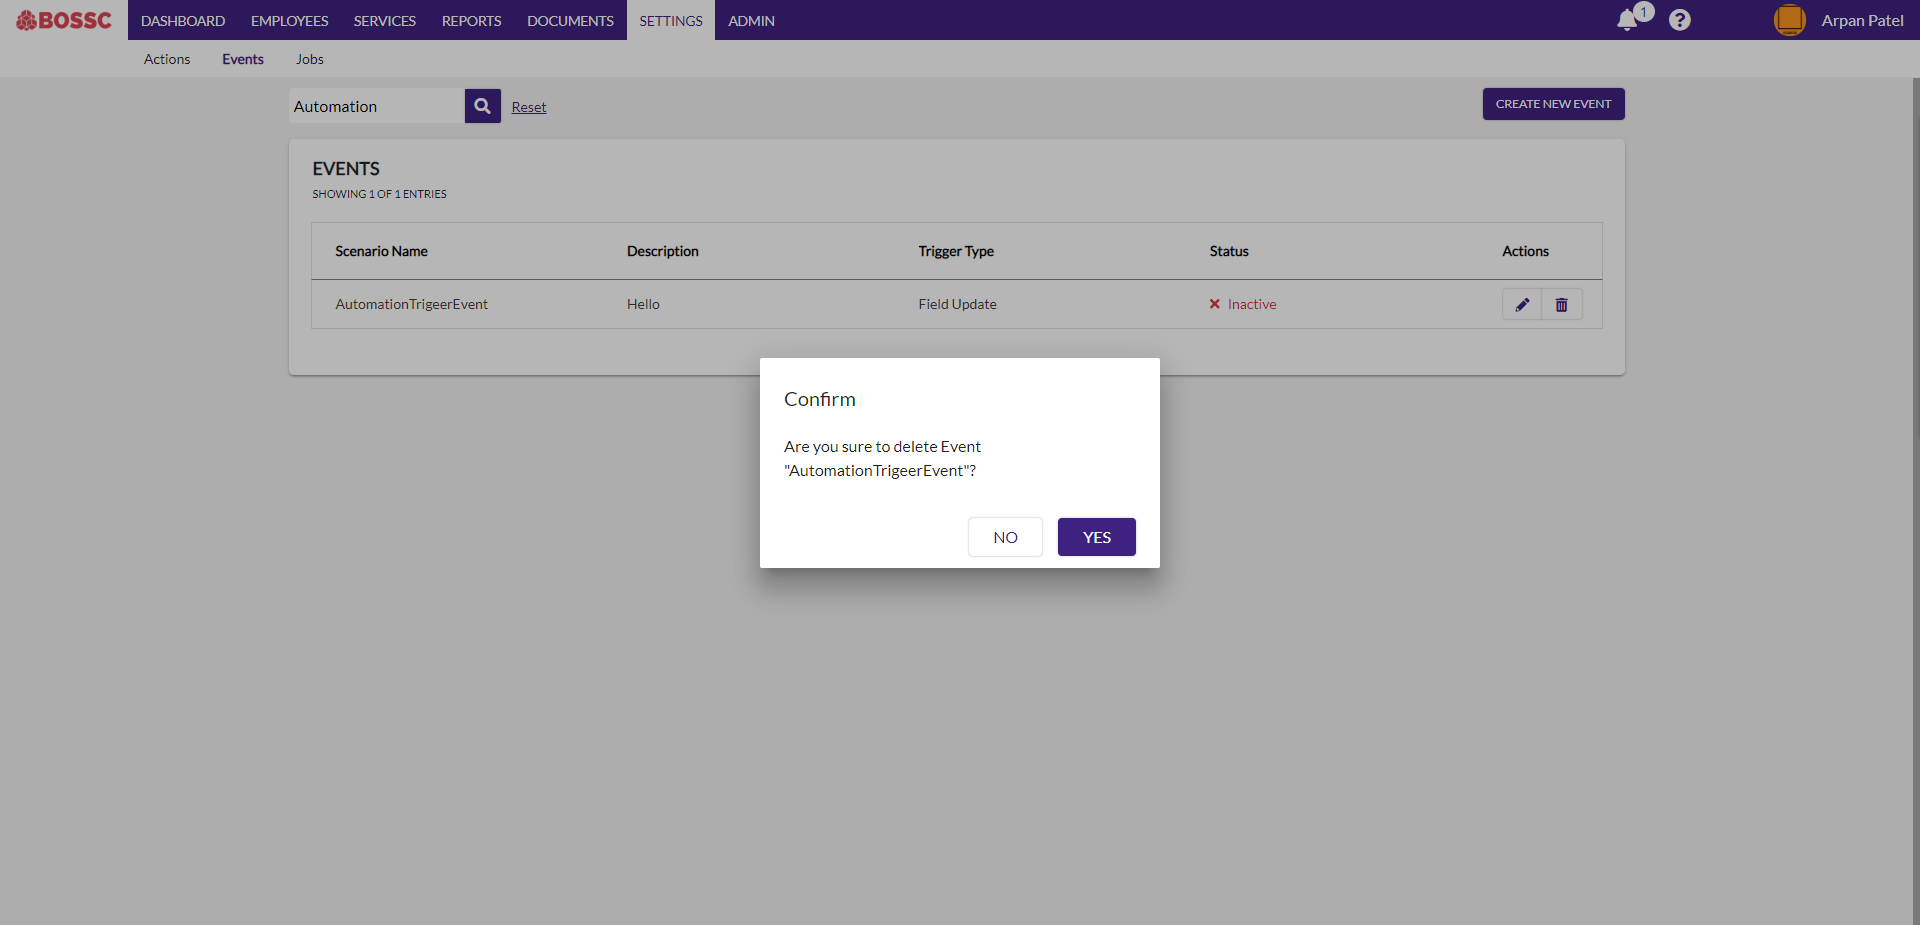 BOSSC DASHBOARD EMPLOYEES SERVICES REPORTS DOCUMENTS SETTINGS ADMIN 1 ? Arpan Patel
Actions Events Jobs
Automation Reset CREATE NEW EVENT
EVENTS
SHOWING 1 OF 1 ENTRIES
Scenario Name Description Trigger Type Status Actions
AutomationTrigeerEvent Hello Field Update Inactive
Confirm
Are you sure to delete Event
"AutomationTrigeerEvent"?
NO YES